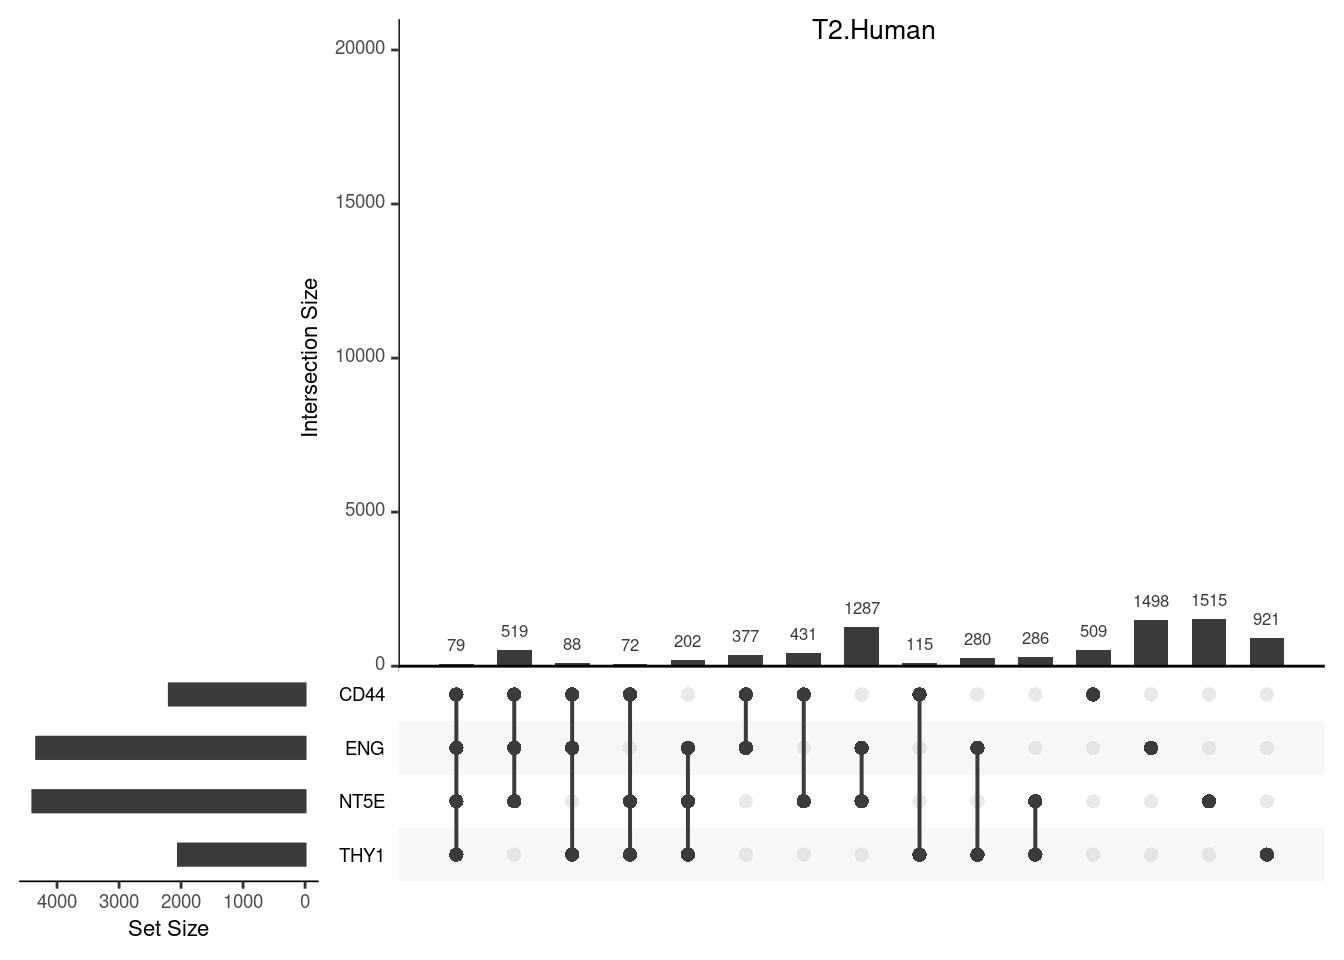 T2.Human
20000
15000
10000
5000
0
Intersection Size
79 519 88 72 202 377 431 1287 115 280 286 509 1498 1515 921
CD44
ENG
NT5E
THY1
4000 3000 2000 1000 0
Set Size